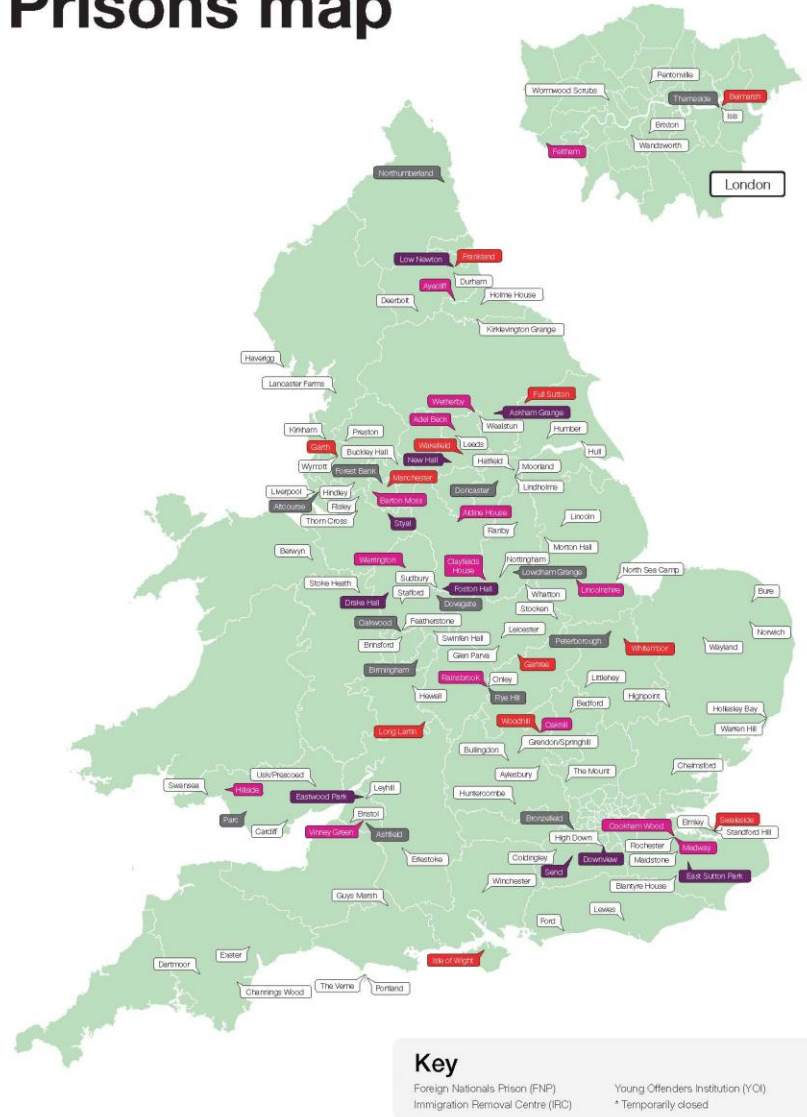 Prisons map
Pentonville
Wormwood Scrubs
Thameside
Belmarsh
Isis
Brixton
Wandsworth
Feltham
London
Northumberland
Low Newton
Frankland
Durham
Aycliff
Holme House
Deerbolt
Kirklevington Grange
Haverigg
Lancaster Farms
Full Sutton
Wetherby
Askham Grange
Adel Beck
Wealstun
Humber
Kirkham
Preston
Garth
Wakefield
Leeds
Hull
Buckley Hall
New Hall
Hatfield
Moorland
Wymott
Forest Bank
Manchester
Lindholme
Liverpool
Hindley
Doncaster
Barton Moss
Altcourse
Risley
Aldine House
Lincoln
Thorn Cross
Styal
Ranby
Morton Hall
Berwyn
Werrington
Clayfields
House
Nottingham
North Sea Camp
Lowdham Grange
Stoke Heath
Sudbury
Stafford
Foston Hall
Whatton
Lincolnshire
Bure
Drake Hall
Dovegate
Stocken
Oakwood
Featherstone
Leicester
Norwich
Brinsford
Swinfen Hall
Peterborough
Whitemoor
Wayland
Glen Parva
Gartree
Birmingham
Rainsbrook
Onley
Littlehey
Hewell
Rye Hill
Highpoint
Bedford
Hollesley Bay
Long Lartin
Woodhill
Oakhill
Warren Hill
Grendon/Springhill
Bullingdon
Chelmsford
Aylesbury
The Mount
Usk/Prescoed
Swansea
Hillside
Eastwood Park
Leyhill
Huntercombe
Parc
Bristol
Cardiff
Vinney Green
Ashfield
Bronzefield
Cookham Wood
Elmley
Swaleside
Standford Hill
High Down
Rochester
Medway
Erlestoke
Coldingley
Downview
Maidstone
Send
East Sutton Park
Winchester
Blantyre House
Guys Marsh
Ford
Lewes
Exeter
Isle of Wight
Dartmoor
Channings Wood
The Verne
Portland
Key
Foreign Nationals Prison (FNP)
Young Offenders Institution (YOI)
Immigration Removal Centre (IRC)
* Temporarily closed